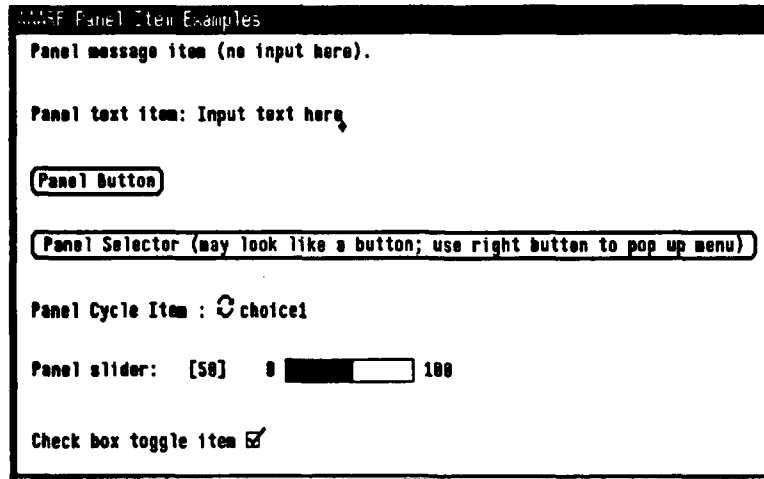 Panel Item Examples
Panel message item (no input here).
Panel text item: Input text here
Panel Button
Panel Selector (may look like a button; use right button to pop up menu)
Panel Cycle Item : choice1
Panel slider: [50] 0 100
Check box toggle item